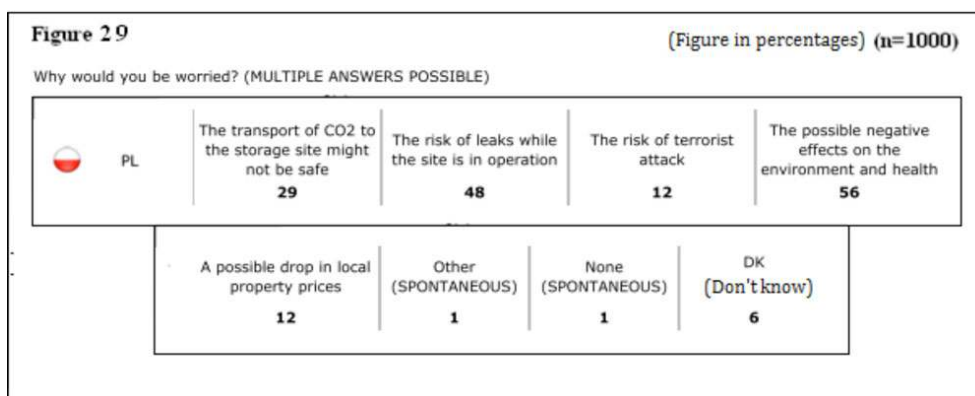 Figure 29
(Figure in percentages) (n=1000)
Why would you be worried? (MULTIPLE ANSWERS POSSIBLE)
PL
The transport of CO2 to
the storage site might
not be safe
29
The risk of leaks while
the site is in operation
48
The risk of terrorist
attack
12
The possible negative
effects on the
environment and health
56
A possible drop in local
property prices
12
Other
(SPONTANEOUS)
1
None
(SPONTANEOUS)
1
DK
(Don't know)
6